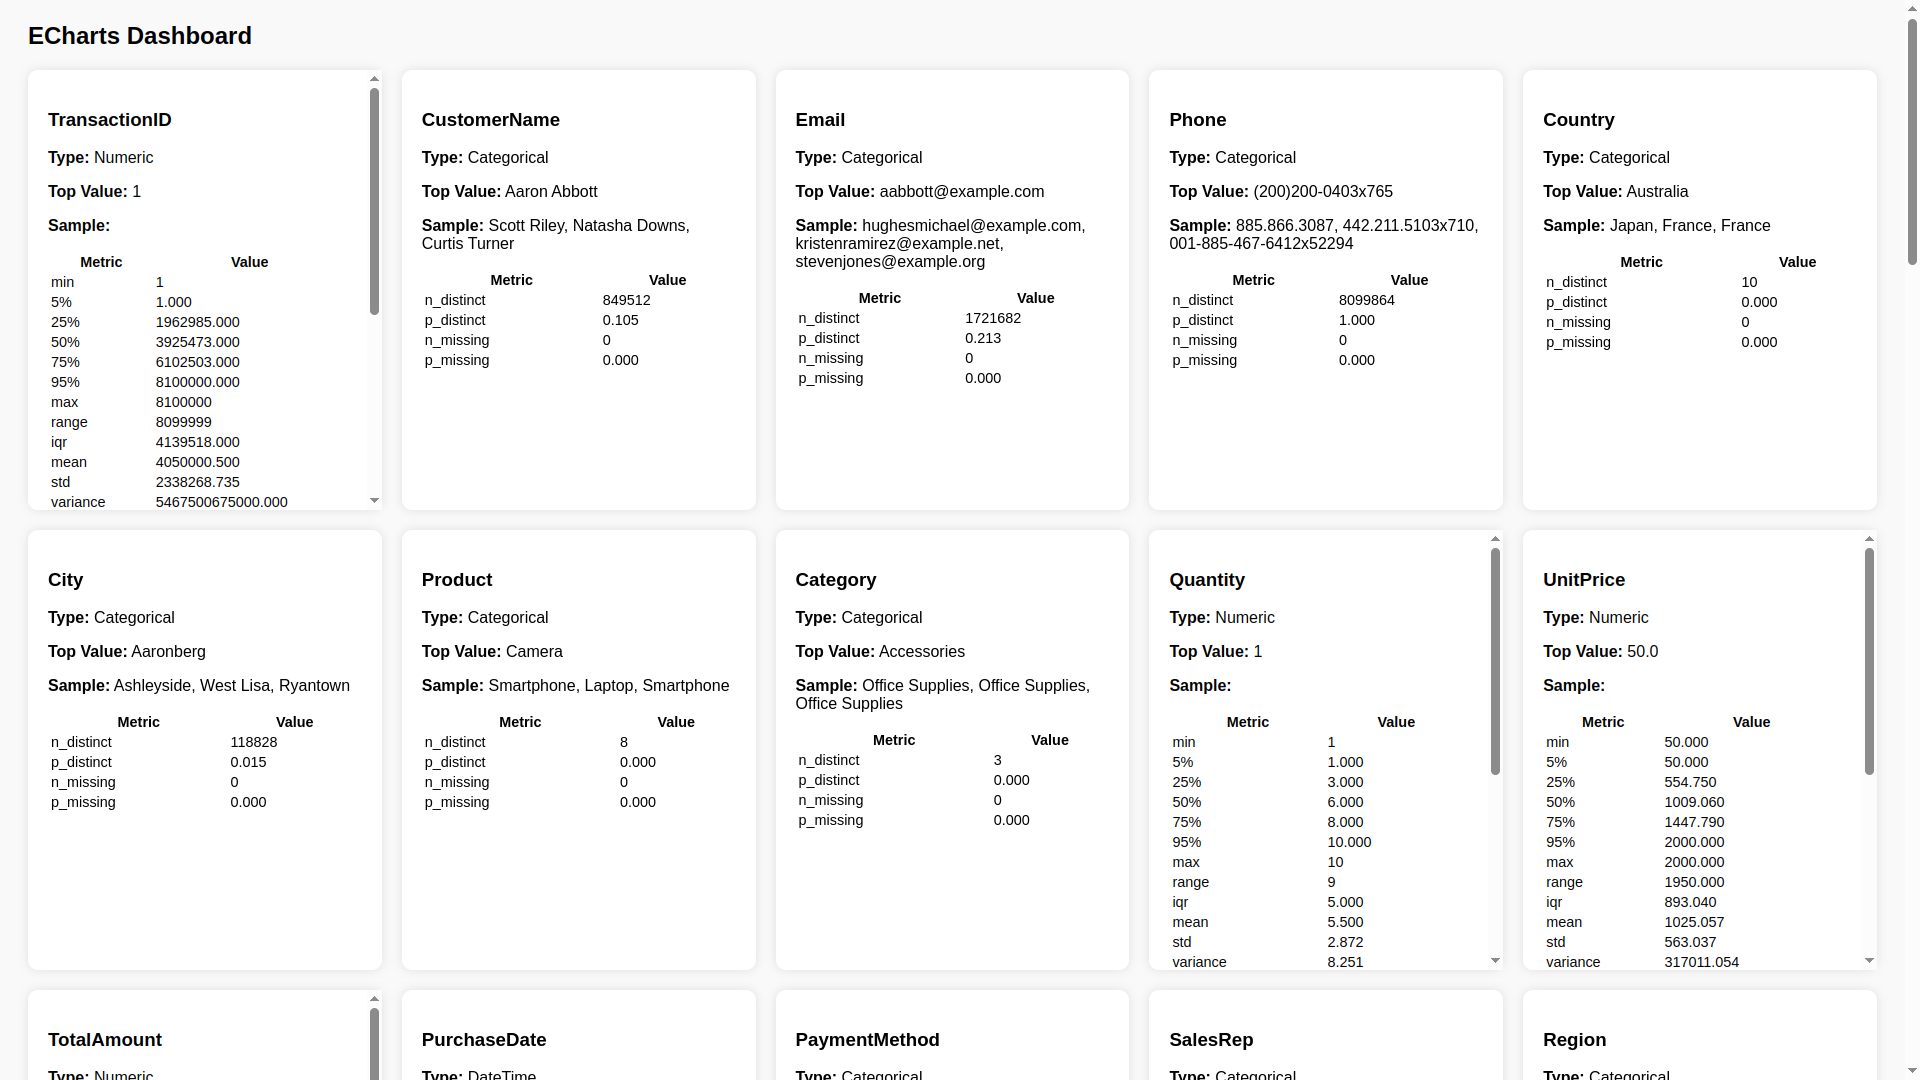 ECharts Dashboard
TransactionID
Type: Numeric
Top Value: 1
Sample:
Metric Value
min 1
5% 1.000
25% 1962985.000
50% 3925473.000
75% 6102503.000
95% 8100000.000
max 8100000
range 8099999
iqr 4139518.000
mean 4050000.500
std 2338268.735
variance 5467500675000.000
CustomerName
Type: Categorical
Top Value: Aaron Abbott
Sample: Scott Riley, Natasha Downs,
Curtis Turner
Metric Value
n_distinct 849512
p_distinct 0.105
n_missing 0
p_missing 0.000
Email
Type: Categorical
Top Value: aabbott@example.com
Sample: hughesmichael@example.com,
kristenramirez@example.net,
stevenjones@example.org
Metric Value
n_distinct 1721682
p_distinct 0.213
n_missing 0
p_missing 0.000
Phone
Type: Categorical
Top Value: (200)200-0403x765
Sample: 885.866.3087, 442.211.5103x710,
001-885-467-6412x52294
Metric Value
n_distinct 8099864
p_distinct 1.000
n_missing 0
p_missing 0.000
Country
Type: Categorical
Top Value: Australia
Sample: Japan, France, France
Metric Value
n_distinct 10
p_distinct 0.000
n_missing 0
p_missing 0.000
City
Type: Categorical
Top Value: Aaronberg
Sample: Ashleyside, West Lisa, Ryantown
Metric Value
n_distinct 118828
p_distinct 0.015
n_missing 0
p_missing 0.000
Product
Type: Categorical
Top Value: Camera
Sample: Smartphone, Laptop, Smartphone
Metric Value
n_distinct 8
p_distinct 0.000
n_missing 0
p_missing 0.000
Category
Type: Categorical
Top Value: Accessories
Sample: Office Supplies, Office Supplies,
Office Supplies
Metric Value
n_distinct 3
p_distinct 0.000
n_missing 0
p_missing 0.000
Quantity
Type: Numeric
Top Value: 1
Sample:
Metric Value
min 1
5% 1.000
25% 3.000
50% 6.000
75% 8.000
95% 10.000
max 10
range 9
iqr 5.000
mean 5.500
std 2.872
variance 8.251
UnitPrice
Type: Numeric
Top Value: 50.0
Sample:
Metric Value
min 50.000
5% 50.000
25% 554.750
50% 1009.060
75% 1447.790
95% 2000.000
max 2000.000
range 1950.000
iqr 893.040
mean 1025.057
std 563.037
variance 317011.054
TotalAmount
Type: Numeric
PurchaseDate
Type: DateTime
PaymentMethod
Type: Categorical
SalesRep
Type: Categorical
Region
Type: Categorical